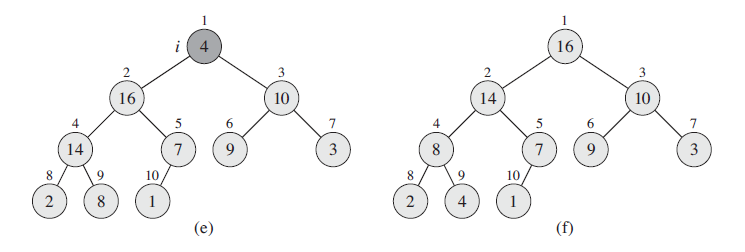 1 1
i 4 16
2 3 2 3
16 10 14 10
4 5 6 7 4 5 6 7
14 7 9 3 8 7 9 3
8 9 10 8 9 10
2 8 1 2 4 1
(e) (f)